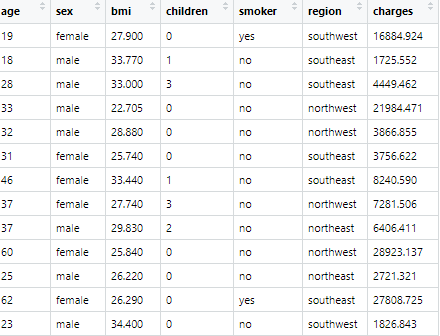 age sex bmi children smoker region charges
19 female 27.900 0 yes southwest 16884.924
18 male 33.770 1 no southeast 1725.552
28 male 33.000 3 no southeast 4449.462
33 male 22.705 0 no northwest 21984.471
32 male 28.880 0 no northwest 3866.855
31 female 25.740 0 no southeast 3756.622
46 female 33.440 1 no southeast 8240.590
37 female 27.740 3 no northwest 7281.506
37 male 29.830 2 no northeast 6406.411
60 female 25.840 0 no northwest 28923.137
25 male 26.220 0 no northeast 2721.321
62 female 26.290 0 yes southeast 27808.725
23 male 34.400 0 no southwest 1826.843